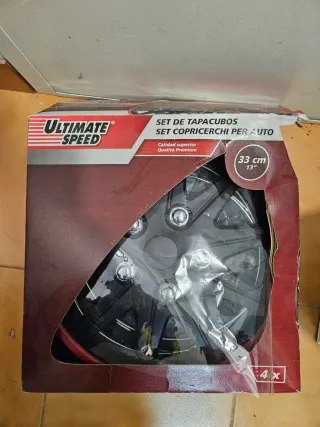 ULTIMATE
SPEED®
SET DE TAPACUBOS
SET COPRICERCHI PER AUTO
Calidad superior
Qualità Premium
33 cm
13"
4x